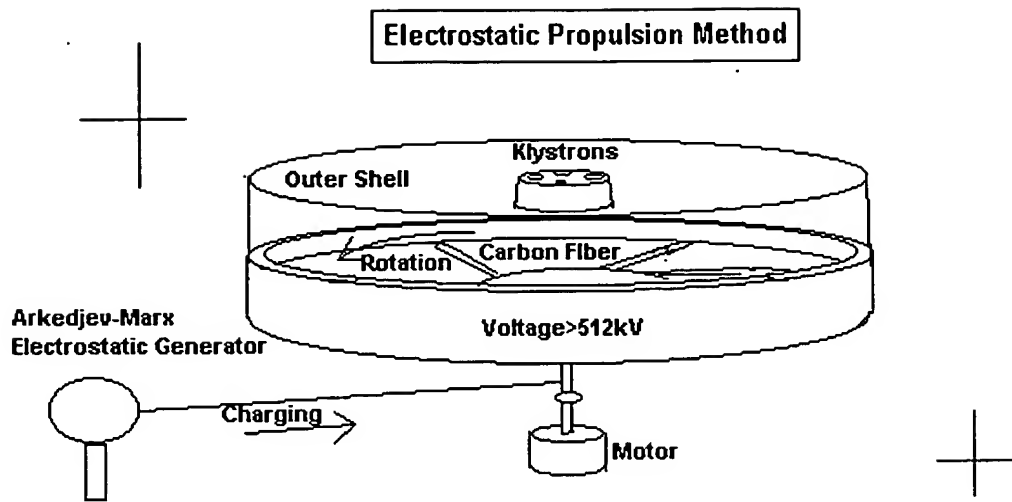 Electrostatic Propulsion Method
Klystrons
Outer Shell
Carbon Fiber
Rotation
Arkedjev-Marx
Electrostatic Generator
Voltage>512kV
Charging
Motor